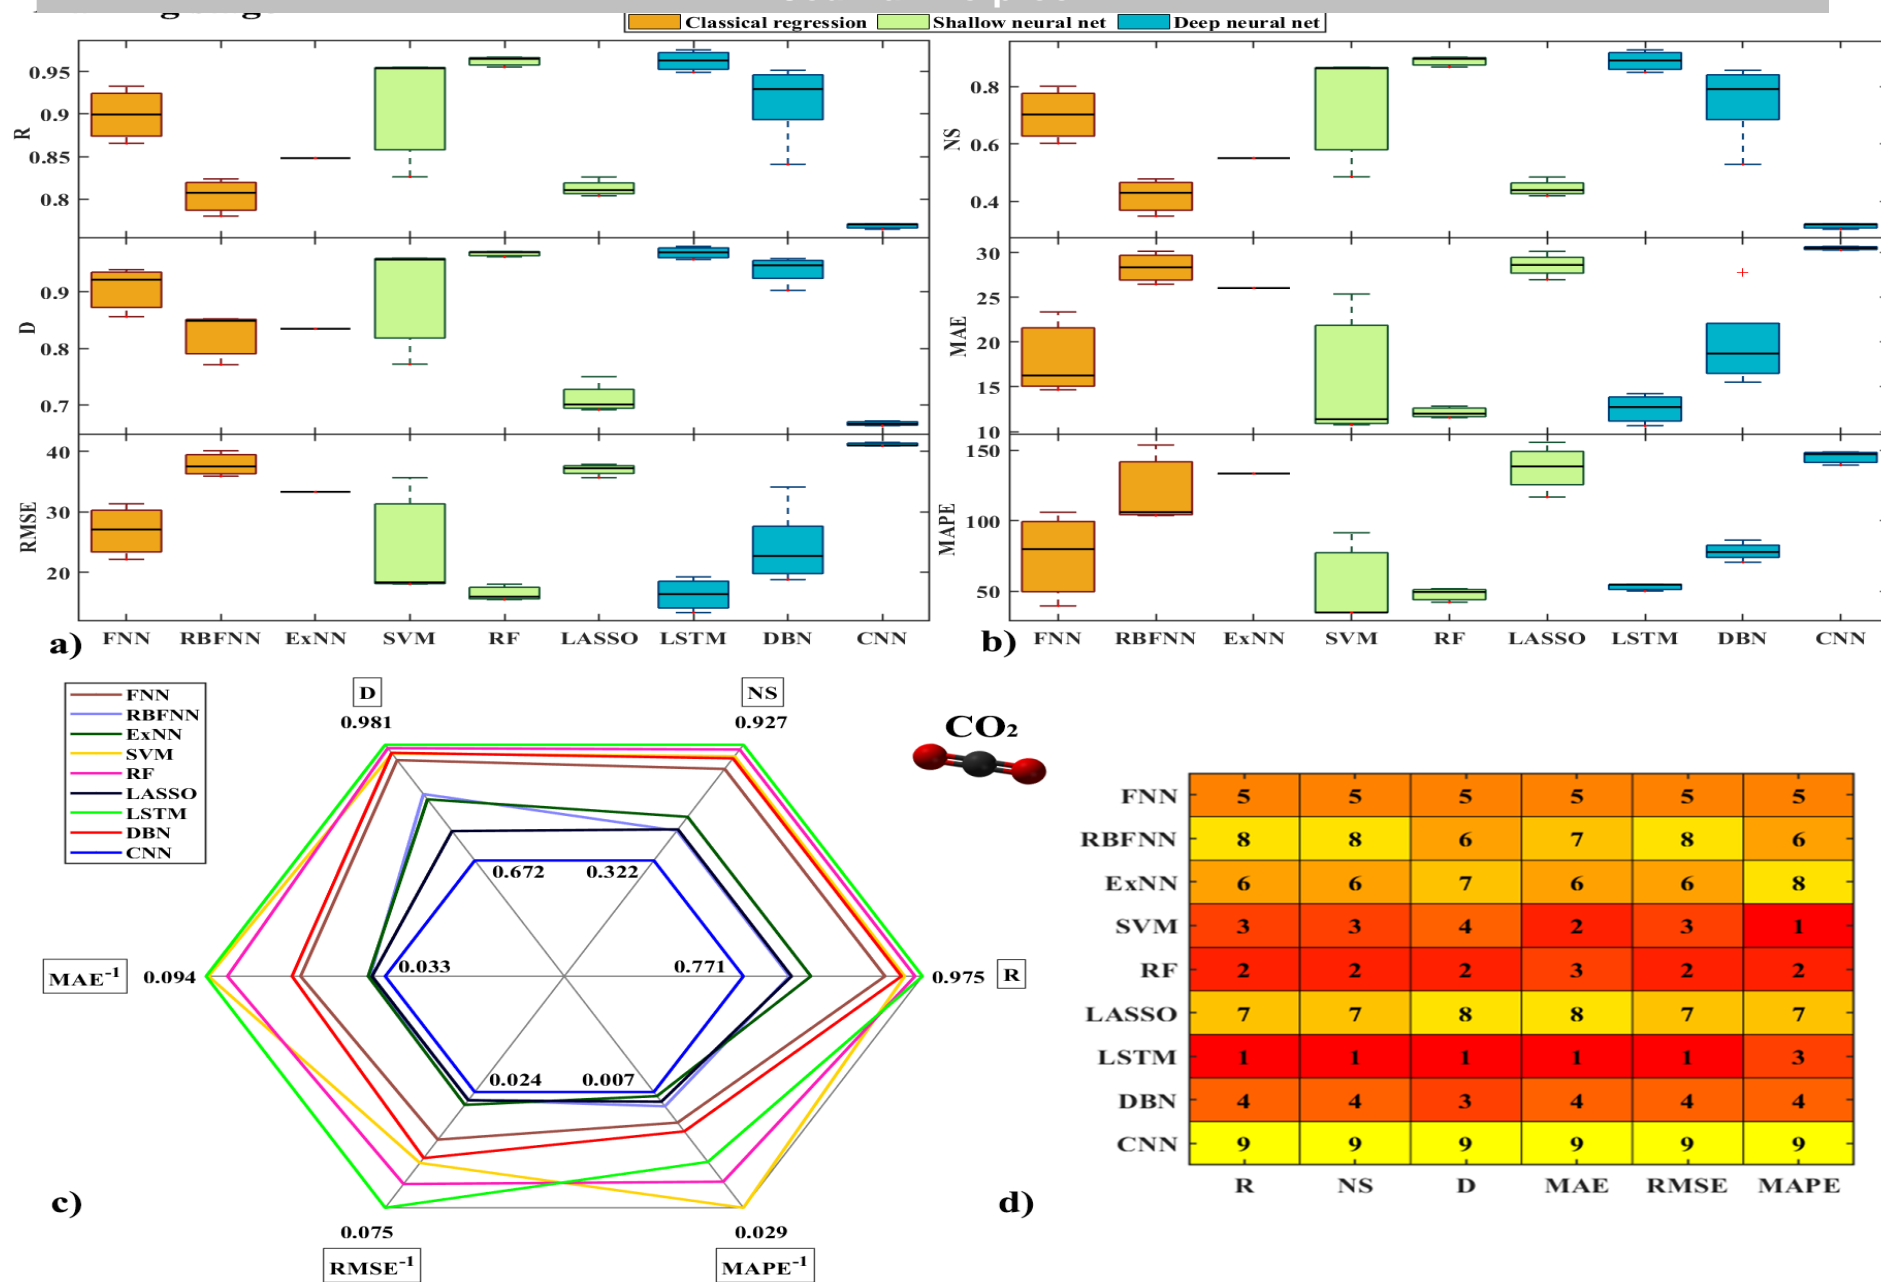 Classical regression Shallow neural net Deep neural net
R
0.95
0.9
0.85
0.8
D
0.9
0.8
0.7
RMSE
40
30
20
a)
FNN RBFNN ExNN SVM RF LASSO LSTM DBN CNN
NS
0.8
0.6
0.4
MAE
30
25
20
15
10
MAPE
150
100
50
b)
FNN RBFNN ExNN SVM RF LASSO LSTM DBN CNN
FNN
RBFNN
ExNN
SVM
RF
LASSO
LSTM
DBN
CNN
D
0.981
NS
0.927
0.672 0.322
MAE⁻¹ 0.094
0.033
0.771
0.975 R
0.024 0.007
0.075
RMSE⁻¹
0.029
MAPE⁻¹
c)
CO₂
FNN 5 5 5 5 5 5
RBFNN 8 8 6 7 8 6
ExNN 6 6 7 6 6 8
SVM 3 3 4 2 3 1
RF 2 2 2 3 2 2
LASSO 7 7 8 8 7 7
LSTM 1 1 1 1 1 3
DBN 4 4 3 4 4 4
CNN 9 9 9 9 9 9
R NS D MAE RMSE MAPE
d)